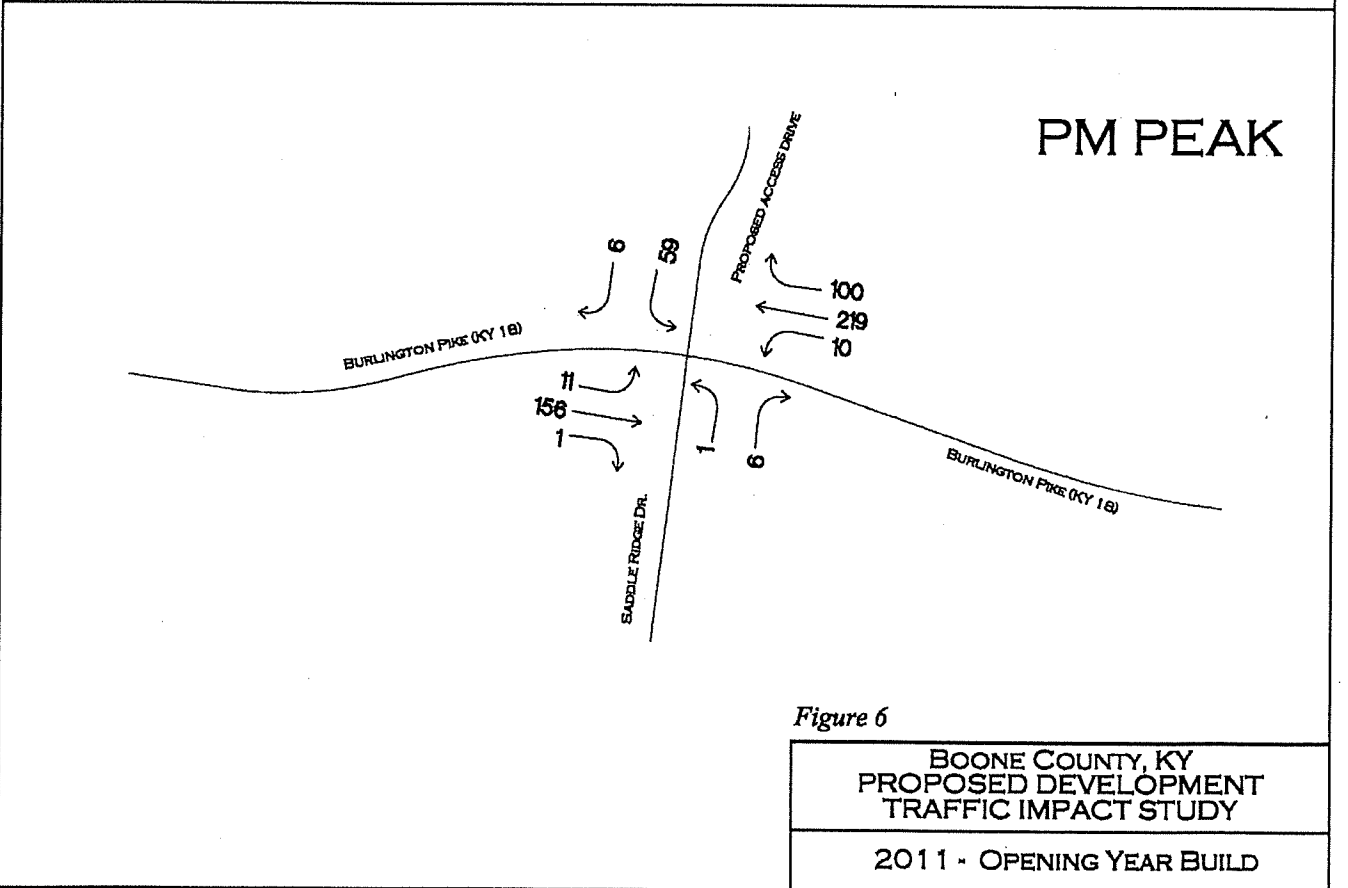 PM PEAK
PROPOSED ACCESS DRIVE
6
59
100
219
10
BURLINGTON PIKE (KY 18)
11
156
1
1
6
BURLINGTON PIKE (KY 18)
SADDLE RIDGE DR.
Figure 6
BOONE COUNTY, KY
PROPOSED DEVELOPMENT
TRAFFIC IMPACT STUDY
2011 - OPENING YEAR BUILD